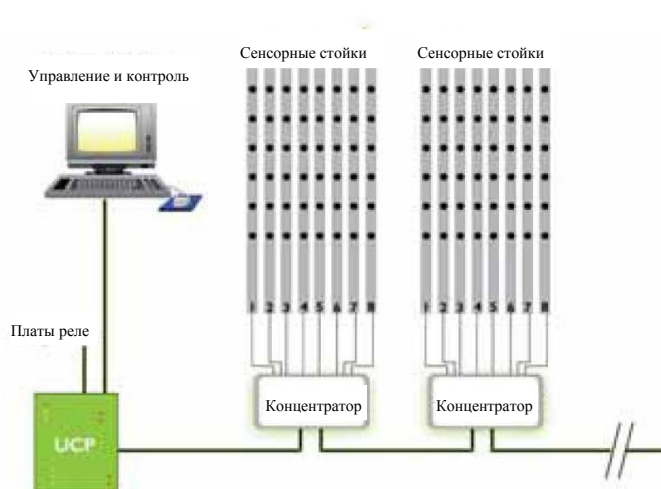 Сенсорные стойки
Сенсорные стойки
Управление и контроль
1 2 3 4 5 6 7 8
1 2 3 4 5 6 7 8
Платы реле
Концентратор
Концентратор
UCP